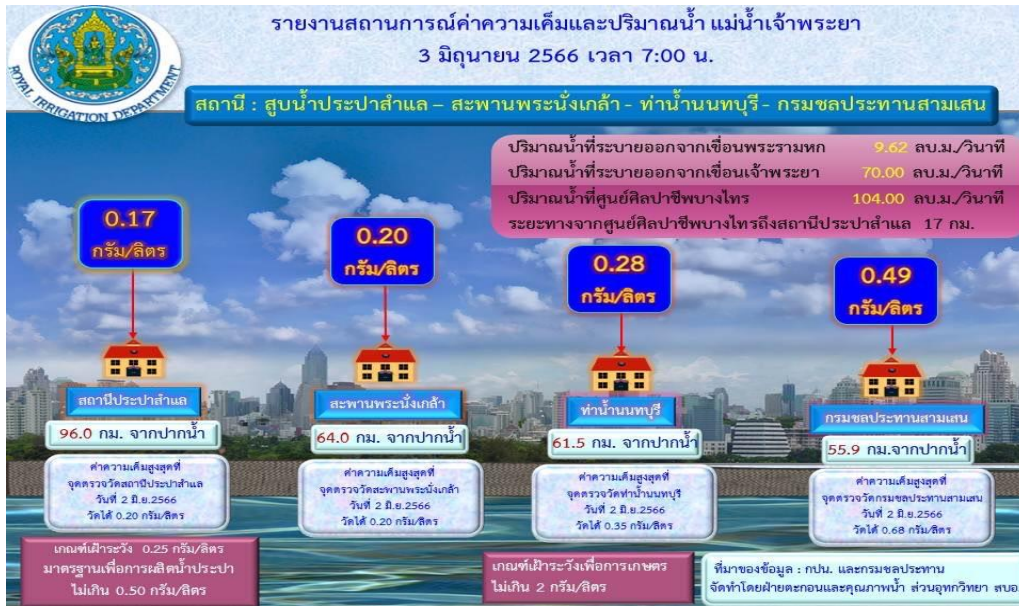 รายงานสถานการณ์ค่าความเค็มและปริมาณน้ำ แม่น้ำเจ้าพระยา
3 มิถุนายน 2566 เวลา 7:00 น.
ROYAL IRRIGATION DEPARTMENT
สถานี : สูบน้ำประปาสำแล – สะพานพระนั่งเกล้า - ท่าน้ำนนทบุรี - กรมชลประทานสามเสน
ปริมาณน้ำที่ระบายออกจากเขื่อนพระรามหก 9.62 ลบ.ม./วินาที
ปริมาณน้ำที่ระบายออกจากเขื่อนเจ้าพระยา 70.00 ลบ.ม./วินาที
ปริมาณน้ำที่ศูนย์ศิลปาชีพบางไทร 104.00 ลบ.ม./วินาที
ระยะทางจากศูนย์ศิลปาชีพบางไทรถึงสถานีประปาสำแล 17 กม.
0.17
กรัม/ลิตร
สถานีประปาสำแล
96.0 กม. จากปากน้ำ
ค่าความเค็มสูงสุดที่
จุดตรวจวัดสถานีประปาสำแล
วันที่ 2 มิ.ย.2566
วัดได้ 0.20 กรัม/ลิตร
0.20
กรัม/ลิตร
สะพานพระนั่งเกล้า
64.0 กม. จากปากน้ำ
ค่าความเค็มสูงสุดที่
จุดตรวจวัดสะพานพระนั่งเกล้า
วันที่ 2 มิ.ย.2566
วัดได้ 0.20 กรัม/ลิตร
0.28
กรัม/ลิตร
ท่าน้ำนนทบุรี
61.5 กม. จากปากน้ำ
ค่าความเค็มสูงสุดที่
จุดตรวจวัดท่าน้ำนนทบุรี
วันที่ 2 มิ.ย.2566
วัดได้ 0.35 กรัม/ลิตร
0.49
กรัม/ลิตร
กรมชลประทานสามเสน
55.9 กม.จากปากน้ำ
ค่าความเค็มสูงสุดที่
จุดตรวจวัดกรมชลประทานสามเสน
วันที่ 2 มิ.ย.2566
วัดได้ 0.68 กรัม/ลิตร
เกณฑ์เฝ้าระวัง 0.25 กรัม/ลิตร
มาตรฐานเพื่อการผลิตน้ำประปา
ไม่เกิน 0.50 กรัม/ลิตร
เกณฑ์เฝ้าระวังเพื่อการเกษตร
ไม่เกิน 2 กรัม/ลิตร
ที่มาของข้อมูล : กปน. และกรมชลประทาน
จัดทำโดยฝ่ายตะกอนและคุณภาพน้ำ ส่วนอุทกวิทยา สบอ